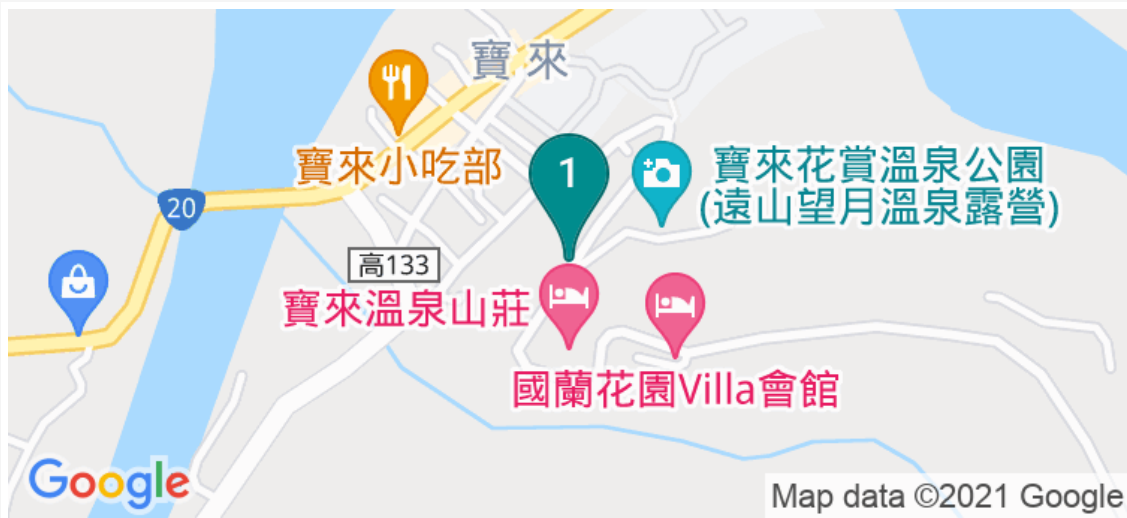 寶來
寶來小吃部
1
寶來花賞溫泉公園
(遠山望月溫泉露營)
20
高133
寶來溫泉山莊
國蘭花園Villa會館
Google
Map data ©2021 Google